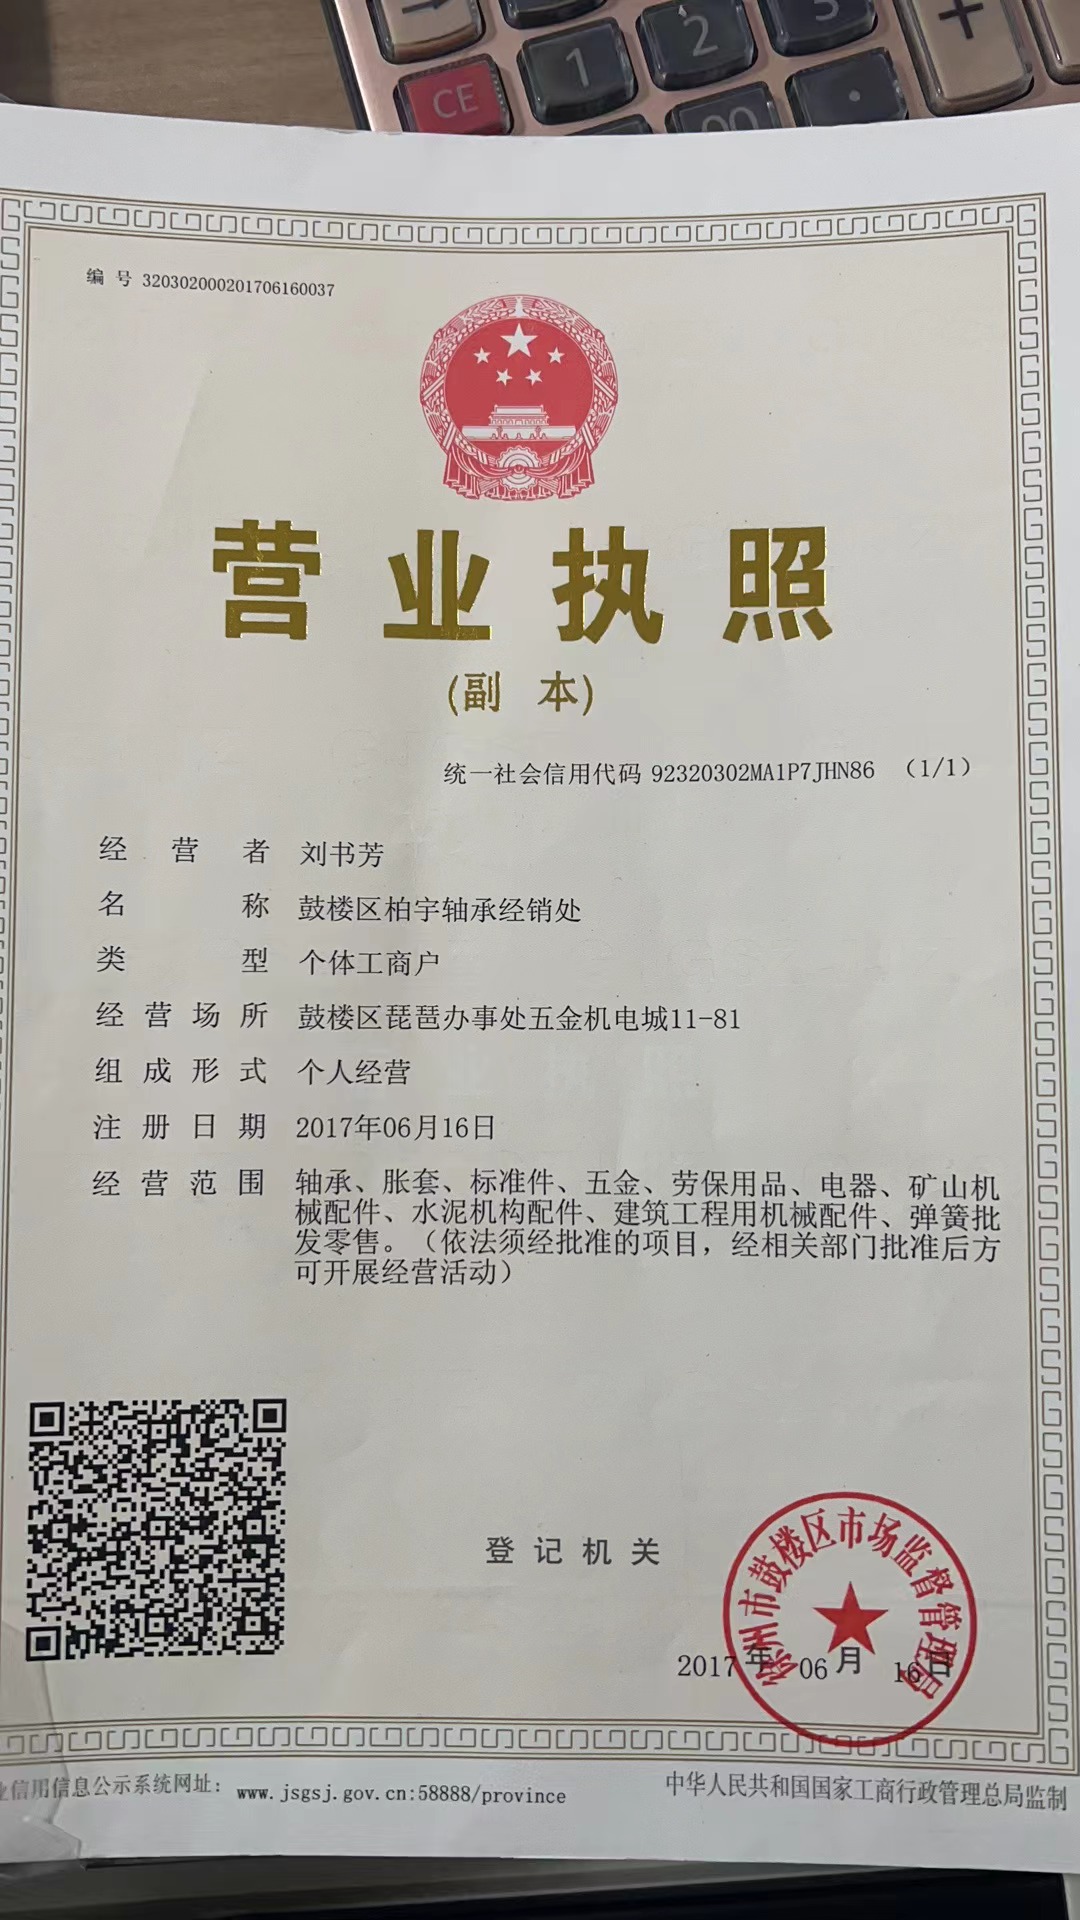 CE
1
2
3
+
00
.
编 号 320302000201706160037
营业执照
(副 本)
统一社会信用代码 92320302MA1P7JHN86 (1/1)
经 营 者 刘书芳
名 称 鼓楼区柏宇轴承经销处
类 型 个体工商户
经 营 场 所 鼓楼区琵琶办事处五金机电城11-81
组 成 形 式 个人经营
注 册 日 期 2017年06月16日
经 营 范 围 轴承、胀套、标准件、五金、劳保用品、电器、矿山机
械配件、水泥机构配件、建筑工程用机械配件、弹簧批
发零售。（依法须经批准的项目，经相关部门批准后方
可开展经营活动）
登 记 机 关
徐州市鼓楼区市场监督管理局
2017 年 06 月 16 日
业信用信息公示系统网址： www.jsgsj.gov.cn:58888/province
中华人民共和国国家工商行政管理总局监制